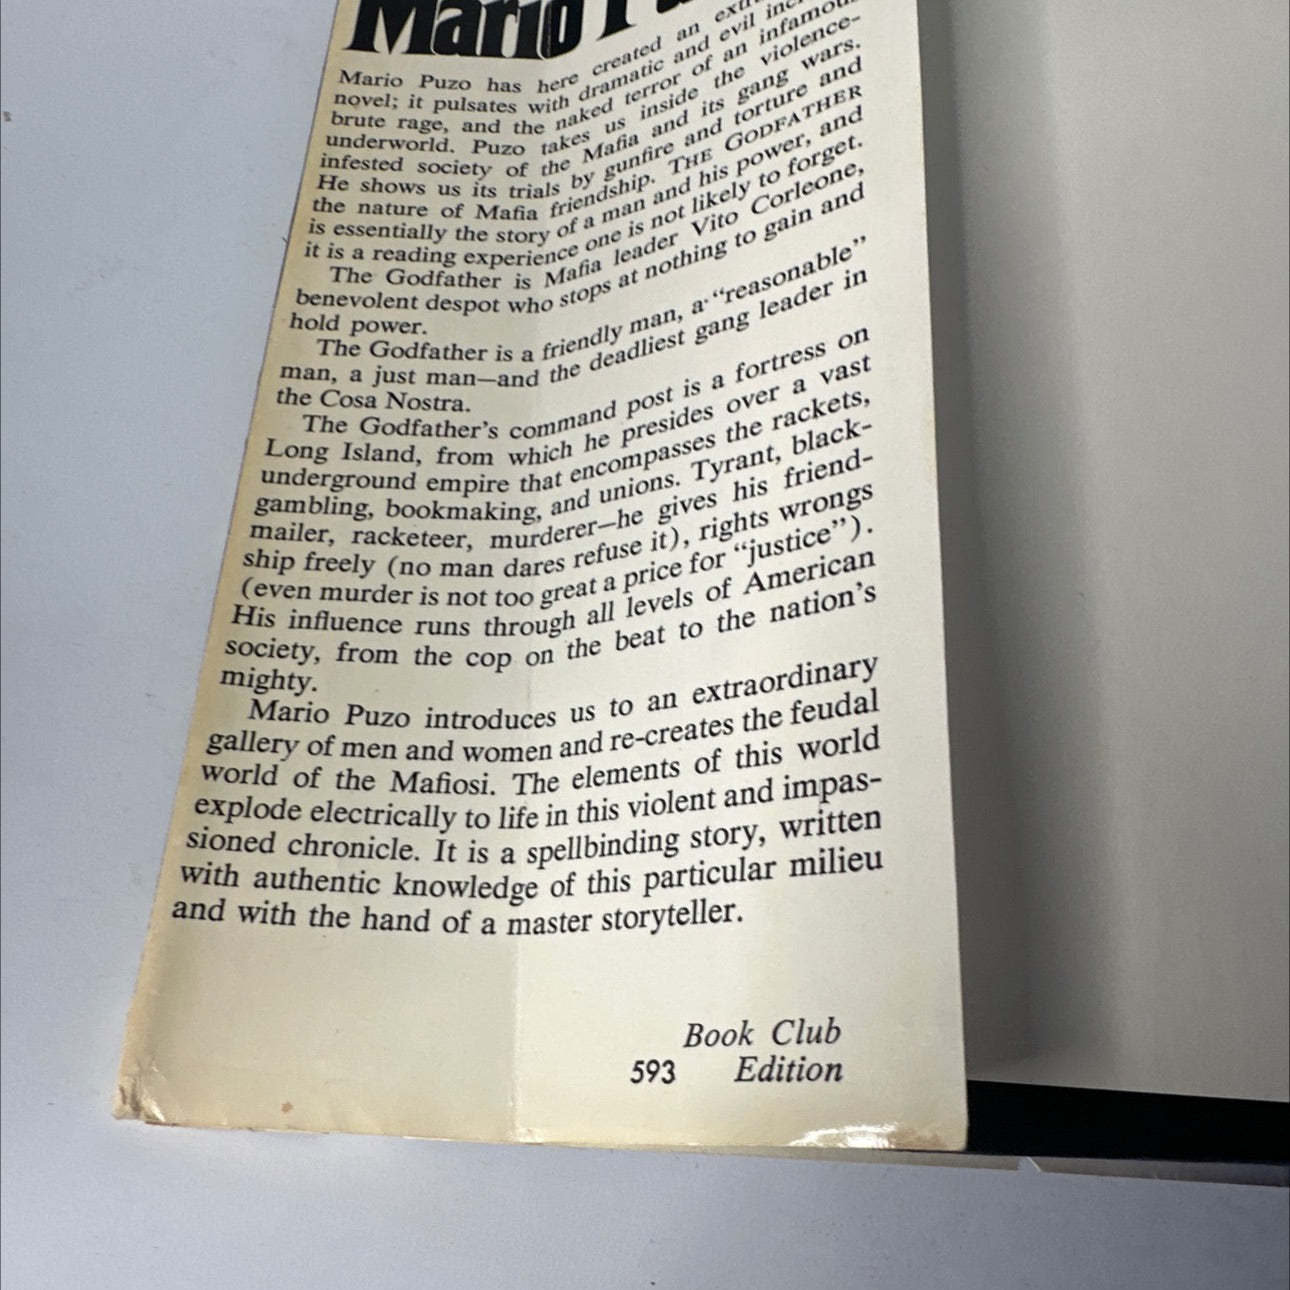 Mario
Mario Puzo has here created an
novel; it pulsates with dramatic and evil
brute rage, and the naked terror of an infamous
underworld. Puzo takes us inside the violence-
infested society of the Mafia and its gang wars.
He shows us its trials by gunfire and torture and
the nature of Mafia friendship. THE GODFATHER
is essentially the story of a man and his power, and
it is a reading experience one is not likely to forget.
The Godfather is Mafia leader Vito Corleone,
benevolent despot who stops at nothing to gain and
hold power.
The Godfather is a friendly man, a “reasonable”
man, a just man—and the deadliest gang leader in
the Cosa Nostra.
The Godfather’s command post is a fortress on
Long Island, from which he presides over a vast
underground empire that encompasses the rackets,
gambling, bookmaking, and unions. Tyrant, black-
mailer, racketeer, murderer—he gives his friend-
ship freely (no man dares refuse it), rights wrongs
(even murder is not too great a price for “justice”).
His influence runs through all levels of American
society, from the cop on the beat to the nation’s
mighty.
Mario Puzo introduces us to an extraordinary
gallery of men and women and re-creates the feudal
world of the Mafiosi. The elements of this world
explode electrically to life in this violent and impas-
sioned chronicle. It is a spellbinding story, written
with authentic knowledge of this particular milieu
and with the hand of a master storyteller.
Book Club
593 Edition